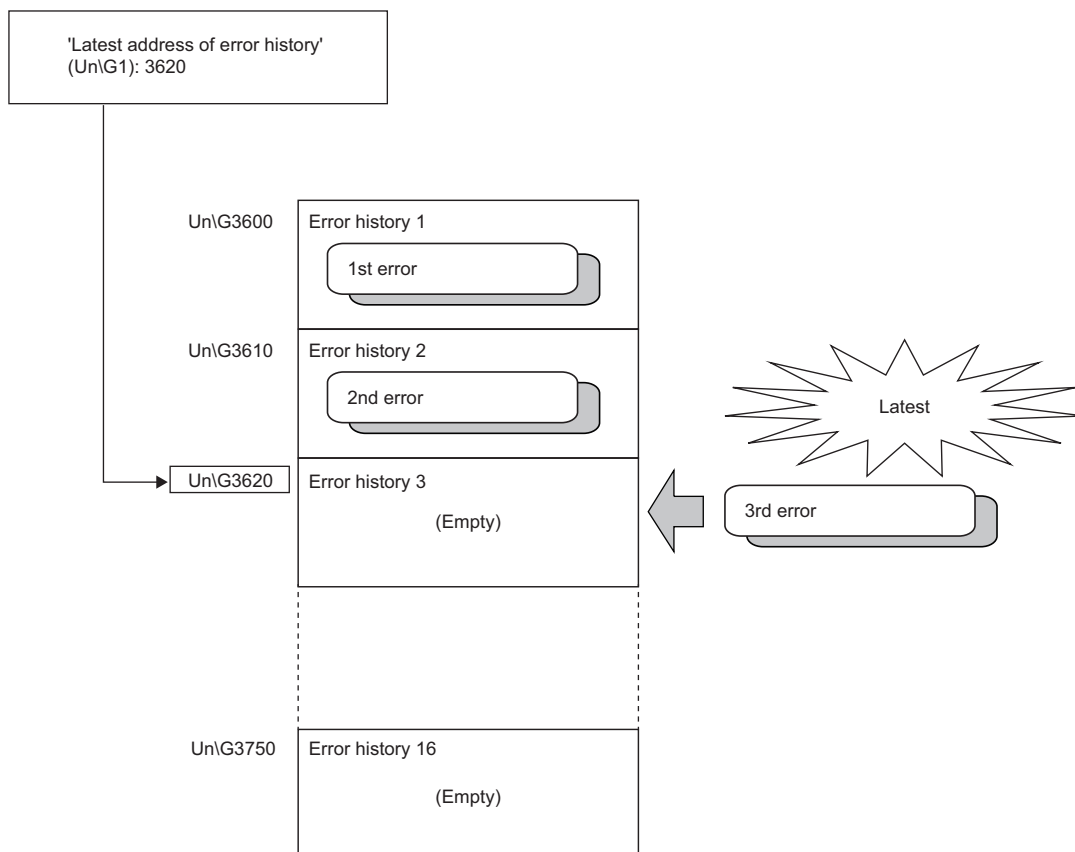 'Latest address of error history'
(Un\G1): 3620
Un\G3600
Error history 1
1st error
Un\G3610
Error history 2
2nd error
Latest
Un\G3620
Error history 3
(Empty)
3rd error
Un\G3750
Error history 16
(Empty)